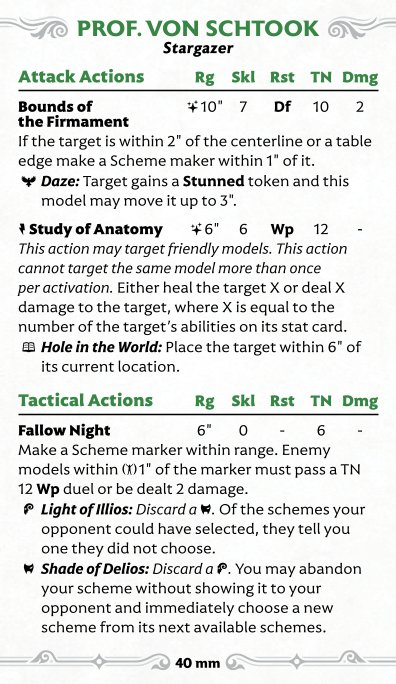 PROF. VON SCHTOOK
Stargazer
Attack Actions Rg Skl Rst TN Dmg
Bounds of
the Firmament 10" 7 Df 10 2
If the target is within 2" of the centerline or a table
edge make a Scheme maker within 1" of it.
Daze: Target gains a Stunned token and this
model may move it up to 3".
Study of Anatomy 6" 6 Wp 12 -
This action may target friendly models. This action
cannot target the same model more than once
per activation. Either heal the target X or deal X
damage to the target, where X is equal to the
number of the target's abilities on its stat card.
Hole in the World: Place the target within 6" of
its current location.
Tactical Actions Rg Skl Rst TN Dmg
Fallow Night 6" 0 - 6 -
Make a Scheme marker within range. Enemy
models within 1" of the marker must pass a TN
12 Wp duel or be dealt 2 damage.
Light of Illios: Discard a . Of the schemes your
opponent could have selected, they tell you
one they did not choose.
Shade of Delios: Discard a . You may abandon
your scheme without showing it to your
opponent and immediately choose a new
scheme from its next available schemes.
40 mm